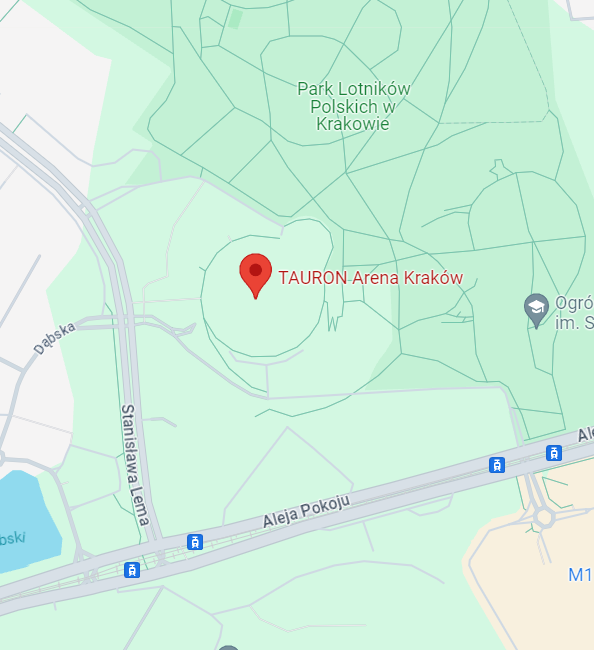 Park Lotników
Polskich w
Krakowie
TAURON Arena Kraków
Ogró
im. S
Dąbska
Stanisława Lema
Ale
Aleja Pokoju
bski
M1